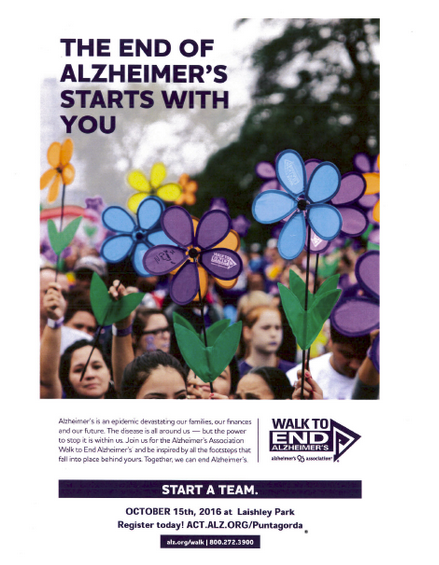 THE END OF
ALZHEIMER'S
STARTS WITH
YOU
WALK TO
Alzheimer's is an epidemic devastating our families, our finances
and our future. The disease is all around us — but the power
to stop it is within us. Join us for the Alzheimer's Association
Walk to End Alzheimer's and be inspired by all the footsteps that
fall into place behind yours. Together, we can end Alzheimer's.
WALK TO
END
ALZHEIMER'S
alzheimer's association
START A TEAM.
OCTOBER 15th, 2016 at Laishley Park
Register today! ACT.ALZ.ORG/Puntagorda
alz.org/walk | 800.272.3900